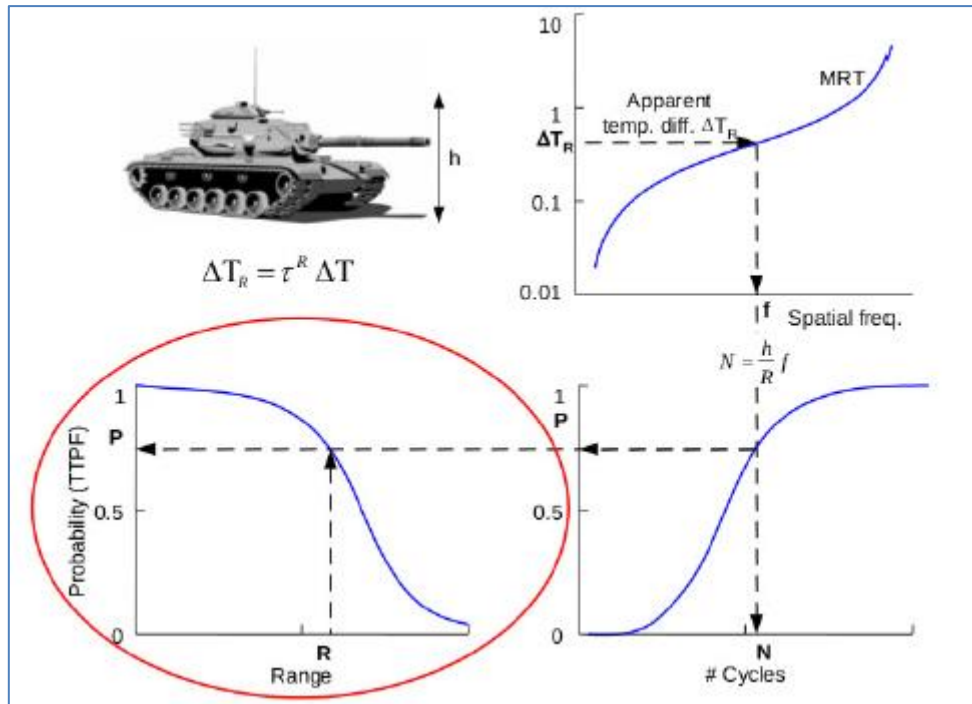 h
ΔT_R = τ^R ΔT
10
1
ΔT_R
0.1
0.01
MRT
Apparent
temp. diff. ΔT_R
f
Spatial freq.
N = h/R f
Probability (TTPF)
1
P
0.5
0
R
Range
1
P
0.5
0
N
# Cycles